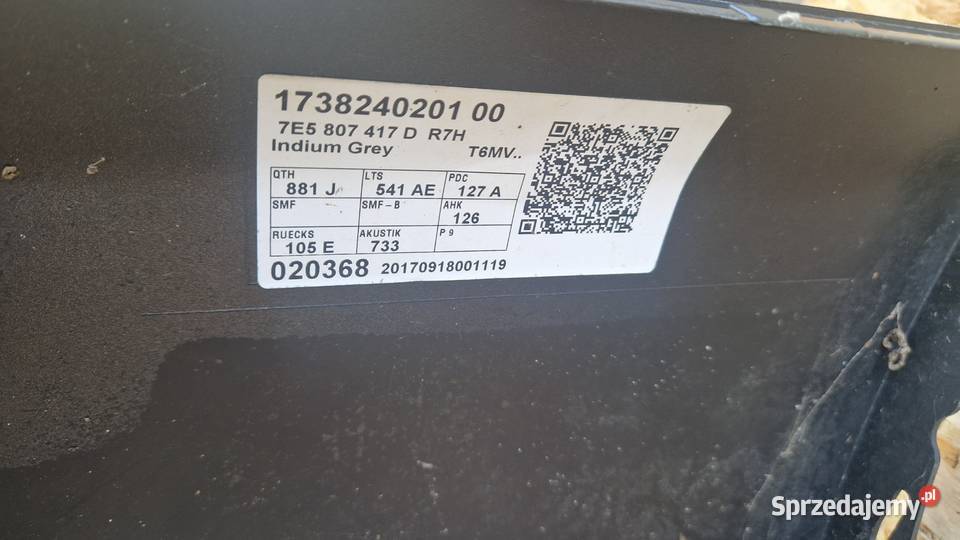 1738240201 00
7E5 807 417 D R7H
Indium Grey T6MV..
QTH LTS PDC
881 J 541 AE 127 A
SMF SMF-B AHK
126
RUECKS AKUSTIK P 9
105 E 733
020368 20170918001119
Sprzedajemy.pl